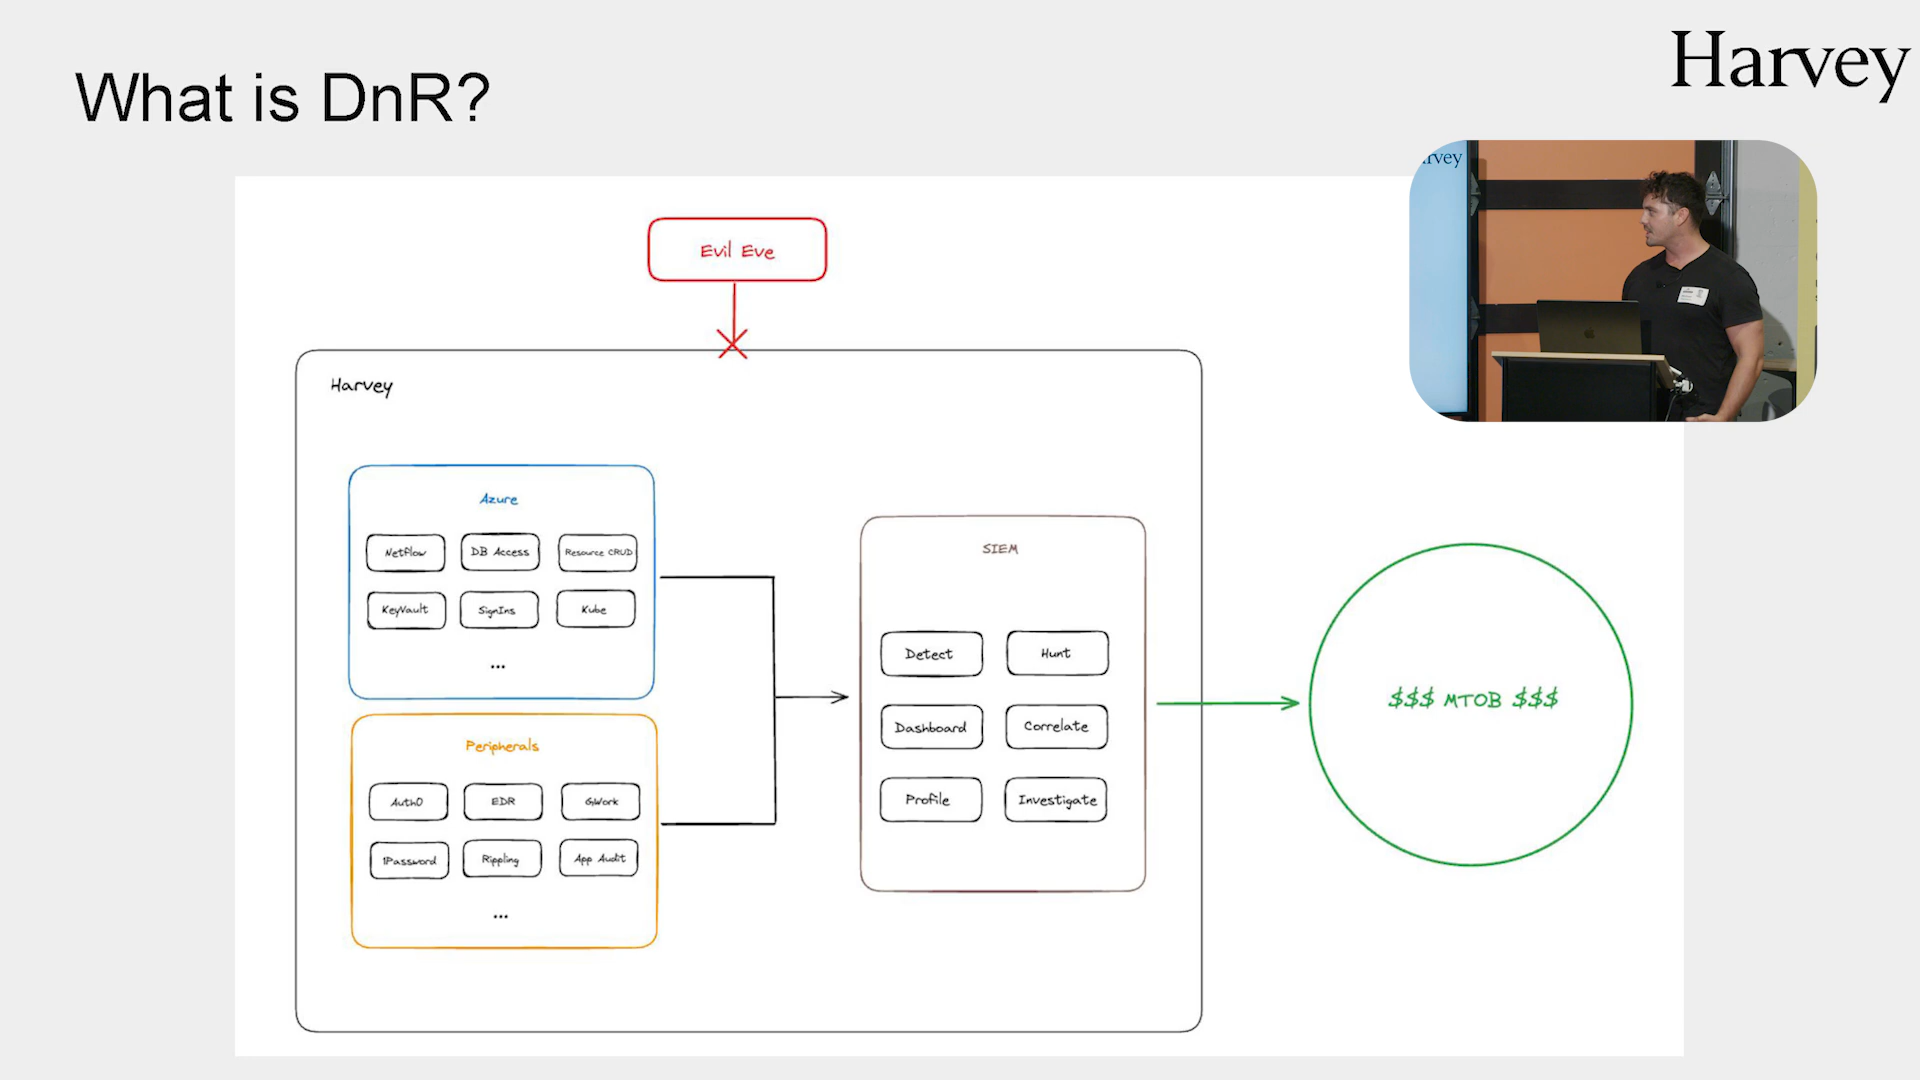 What is DnR?
Harvey
rvey
Evil Eve
Harvey
Azure
Netflow
DB Access
Resource CRUD
KeyVault
SignIns
Kube
...
Peripherals
Auth0
EDR
GWork
1Password
Rippling
App Audit
...
SIEM
Detect
Hunt
Dashboard
Correlate
Profile
Investigate
$$$ MTOB $$$